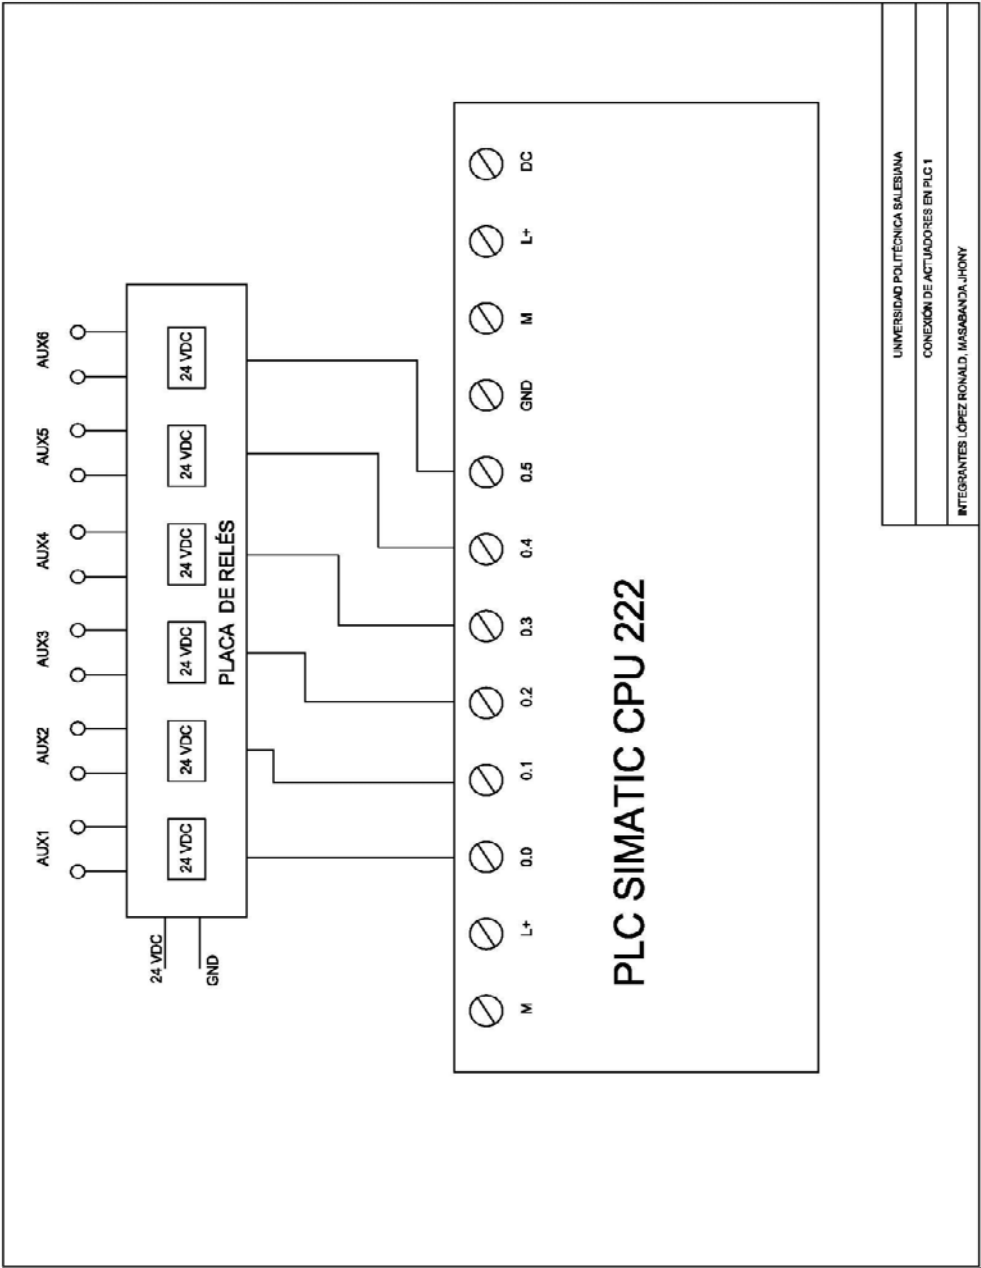 AUX1 AUX2 AUX3 AUX4 AUX5 AUX6
24 VDC
GND
24 VDC 24 VDC 24 VDC 24 VDC 24 VDC 24 VDC
PLACA DE RELÉS
M L+ 0.0 0.1 0.2 0.3 0.4 0.5 GND M L+ DC
PLC SIMATIC CPU 222
UNIVERSIDAD POLITÉCNICA SALESIANA
CONEXIÓN DE ACTUADORES EN PLC 1
INTEGRANTES LÓPEZ RONALD, MASABANDA JHONY